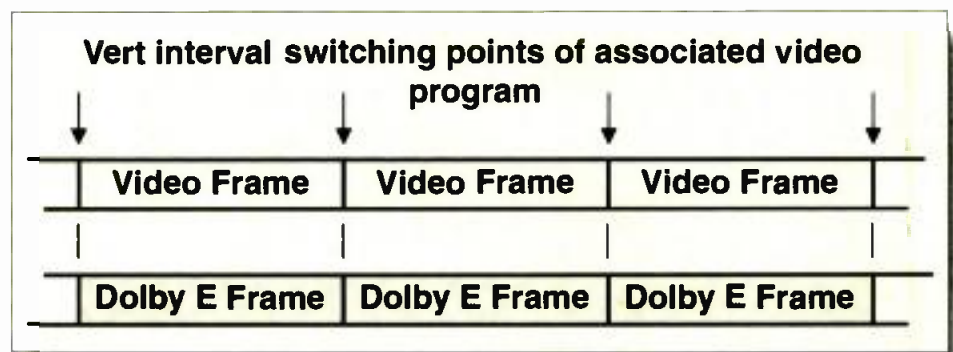 Vert interval switching points of associated video
program
Video Frame Video Frame Video Frame
Dolby E Frame Dolby E Frame Dolby E Frame